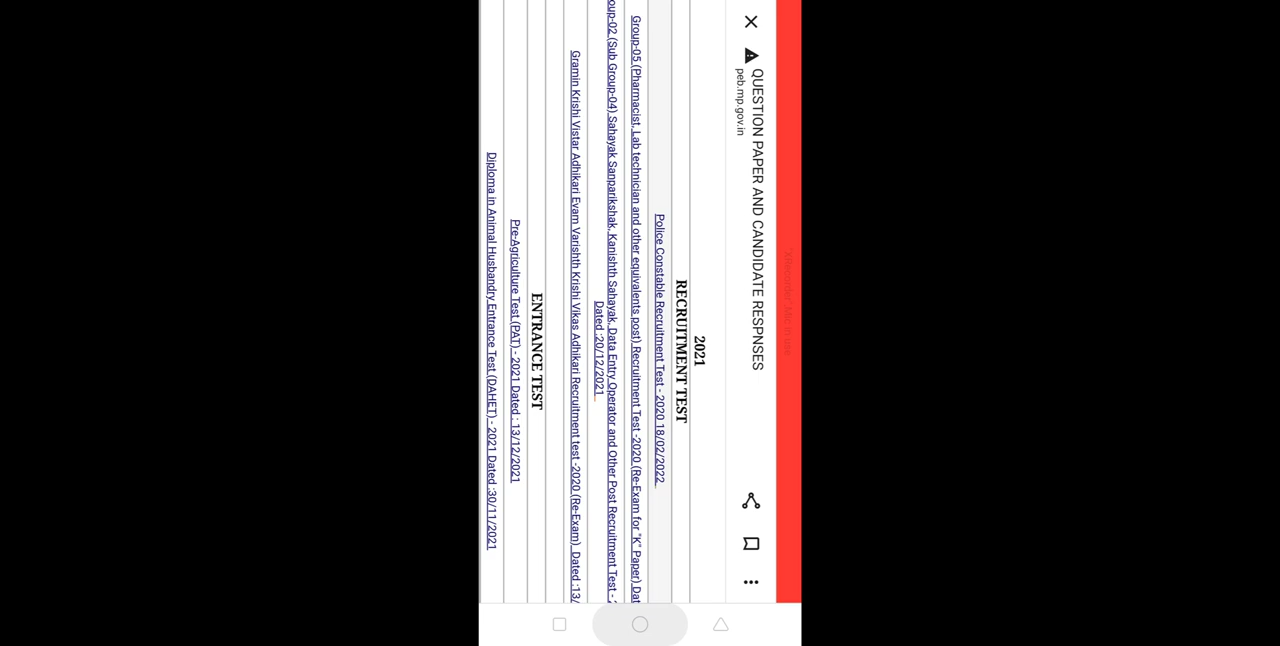 "XRecorder" Mic in use
QUESTION PAPER AND CANDIDATE RESPNSES
peb.mp.gov.in
2021
RECRUITMENT TEST
Police Constable Recruitment Test - 2020 18/02/2022
Group-05 (Pharmacist, Lab technician and other equivalents post) Recruitment Test -2020 (Re-Exam for "K" Paper) Dat
oup-02 (Sub Group-04) Sahayak Sanparikshak, Kanishth Sahayak, Data Entry Operator and Other Post Recruitment Test -
Dated :20/12/2021
Gramin Krishi Vistar Adhikari Evam Varishth Krishi Vikas Adhikari Recruitment test -2020 (Re-Exam) Dated :13/
ENTRANCE TEST
Pre-Agriculture Test (PAT) - 2021 Dated : 13/12/2021
Diploma in Animal Husbandry Entrance Test (DAHET) - 2021 Dated :30/11/2021